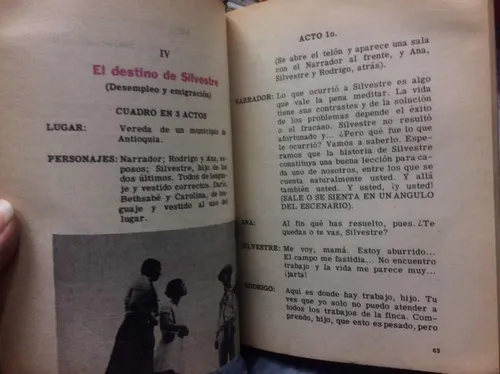 IV
El destino de Silvestre
(Desempleo y emigración)
CUADRO EN 3 ACTOS
LUGAR: Vereda de un municipio de
Antioquia.
PERSONAJES: Narrador; Rodrigo y Ana, es-
posos; Silvestre, hijo de los
dos últimos. Todos de lengua-
je y vestido correctos. Darío,
Bethsabé y Carolina, de len-
guaje y vestido al uso del
lugar.
ACTO 1o.
(Se abre el telón y aparece una sala
con el Narrador al frente, y Ana,
Silvestre y Rodrigo, atrás).
NARRADOR: Lo que ocurrió a Silvestre es algo
que vale la pena meditar. La vida
tiene sus contrastes y de la solución
de los problemas depende el éxito
o el fracaso. Silvestre no resultó
afortunado y... ¿Pero qué fue lo que
le ocurrió? Vamos a saberlo. Espe-
ramos que la historia de Silvestre
constituya una buena lección para ca-
da uno de nosotros, entre los que se
cuenta naturalmente usted. Y allá
también usted. Y usted, ¡y usted!
(SALE O SE SIENTA EN UN ANGULO
DEL ESCENARIO).
ANA: Al fin qué has resuelto, pues. ¿Te
quedas o te vas, Silvestre?
SILVESTRE: Me voy, mamá. Estoy aburrido...
El campo me fastidia... No encuentro
trabajo y la vida me parece muy...
¡jarta!
RODRIGO: Aquí es donde hay trabajo, hijo. Tu
ves que yo solo no puedo atender a
todos los trabajos de la finca. Com-
prendo, hijo, que esto es pesado, pero
63